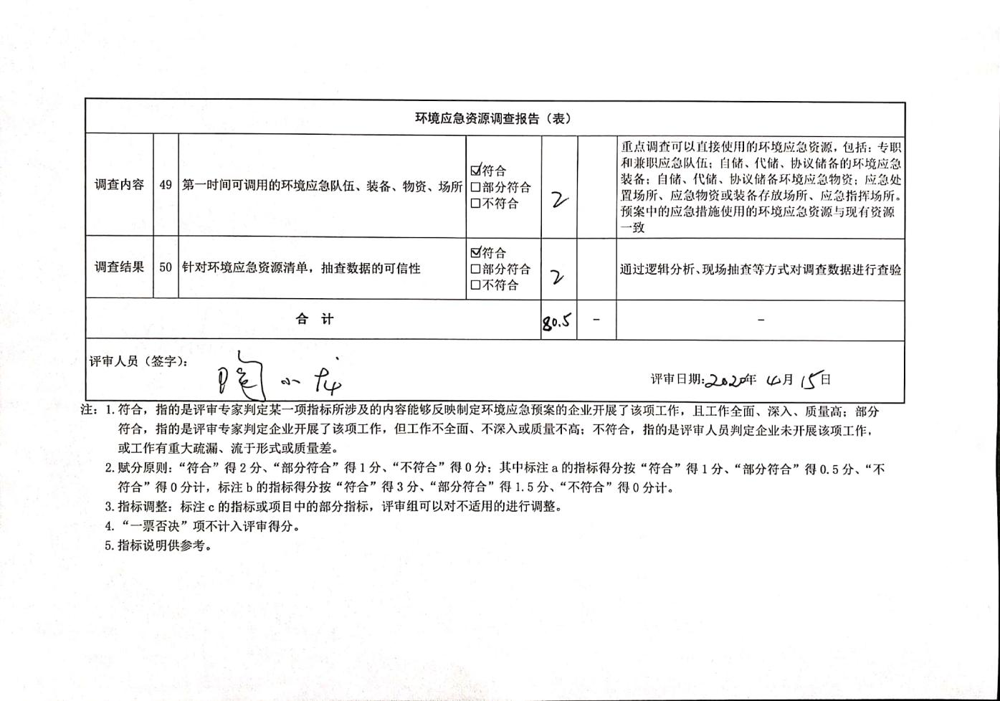 环境应急资源调查报告（表）
调查内容 49 第一时间可调用的环境应急队伍、装备、物资、场所
☑符合
□部分符合
□不符合
2
重点调查可以直接使用的环境应急资源，包括：专职
和兼职应急队伍；自储、代储、协议储备的环境应急
装备；自储、代储、协议储备环境应急物资；应急处
置场所、应急物资或装备存放场所、应急指挥场所。
预案中的应急措施使用的环境应急资源与现有资源
一致
调查结果 50 针对环境应急资源清单，抽查数据的可信性
☑符合
□部分符合
□不符合
2
通过逻辑分析、现场抽查等方式对调查数据进行查验
合 计 80.5 - -
评审人员（签字）：
陶小龙
评审日期:2020年 4月 15日
注：1.符合，指的是评审专家判定某一项指标所涉及的内容能够反映制定环境应急预案的企业开展了该项工作，且工作全面、深入、质量高；部分
符合，指的是评审专家判定企业开展了该项工作，但工作不全面、不深入或质量不高；不符合，指的是评审人员判定企业未开展该项工作，
或工作有重大疏漏、流于形式或质量差。
2.赋分原则：“符合”得 2 分、“部分符合”得 1 分、“不符合”得 0 分；其中标注 a 的指标得分按“符合”得 1 分、“部分符合”得 0.5 分、“不
符合”得 0 分计，标注 b 的指标得分按“符合”得 3 分、“部分符合”得 1.5 分、“不符合”得 0 分计。
3.指标调整：标注 c 的指标或项目中的部分指标，评审组可以对不适用的进行调整。
4.“一票否决”项不计入评审得分。
5.指标说明供参考。